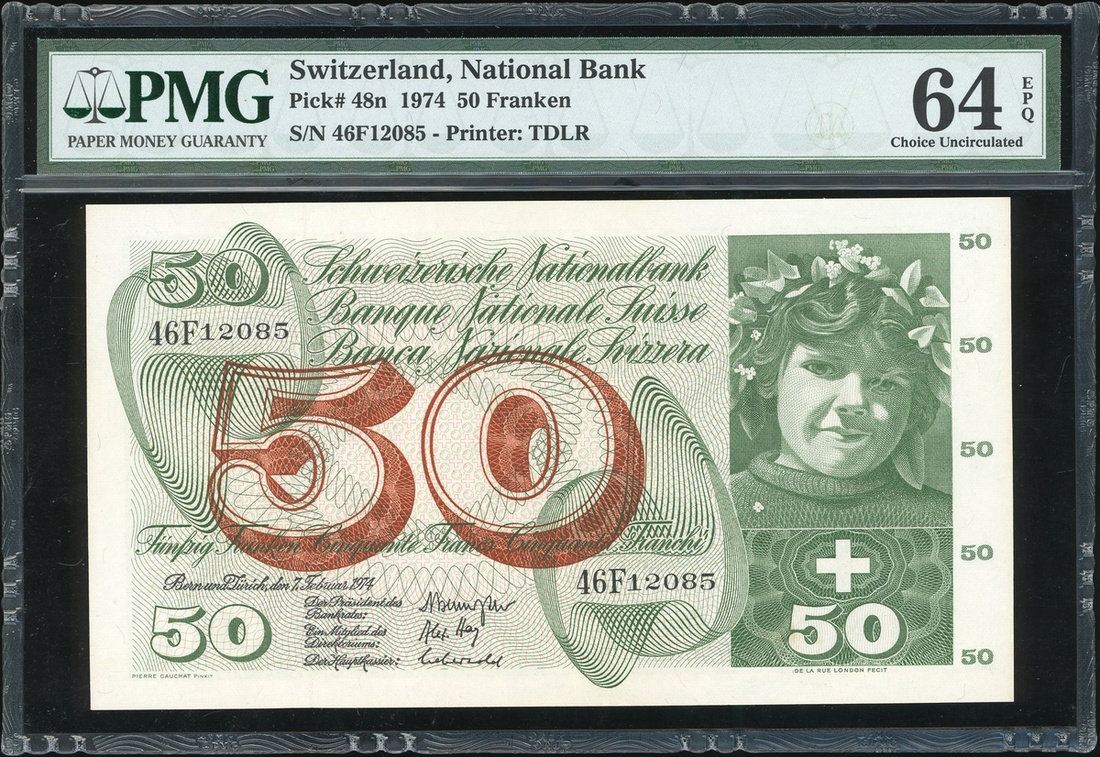 PMG
PAPER MONEY GUARANTY
Switzerland, National Bank
Pick# 48n 1974 50 Franken
S/N 46F12085 - Printer: TDLR
64 EPQ
Choice Uncirculated
50
Schweizerische Nationalbank
Banque Nationale Suisse
Banca Nazionale Svizzera
46F12085
50
50
50
50
50
50
Fünfzig Franken Cinquante Francs Cinquanta Franchi
Bern und Zürich, den 7. Februar 1974
46F12085
Der Präsident des
Bankrates:
Ein Mitglied des
Direktoriums:
Der Hauptkassier:
50
50
PIERRE GAUCHAT PINXIT
DE LA RUE LONDON FECIT